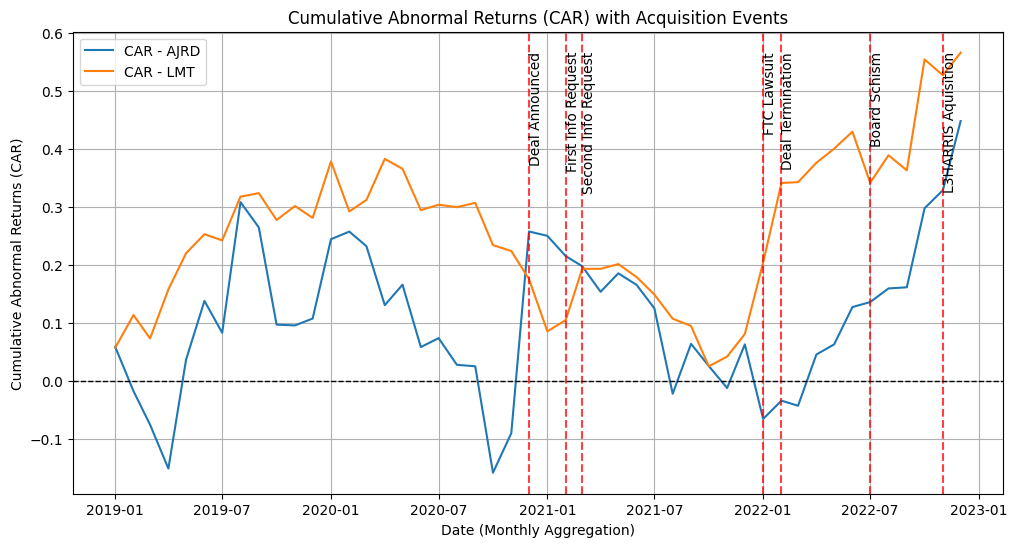 Cumulative Abnormal Returns (CAR) with Acquisition Events
CAR - AJRD
CAR - LMT
Cumulative Abnormal Returns (CAR)
0.6
0.5
0.4
0.3
0.2
0.1
0.0
−0.1
Deal Announced
First Info Request
Second Info Request
FTC Lawsuit
Deal Termination
Board Schism
L3HARRIS Aquisition
2019-01
2019-07
2020-01
2020-07
2021-01
2021-07
2022-01
2022-07
2023-01
Date (Monthly Aggregation)